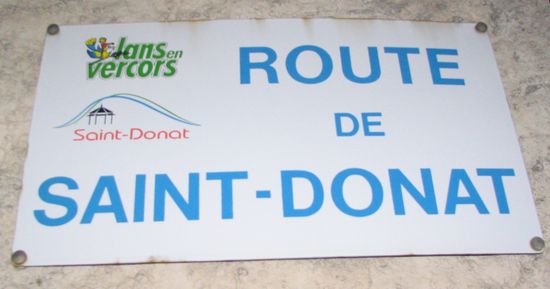 lans en
vercors
Saint-Donat
ROUTE
DE
SAINT-DONAT